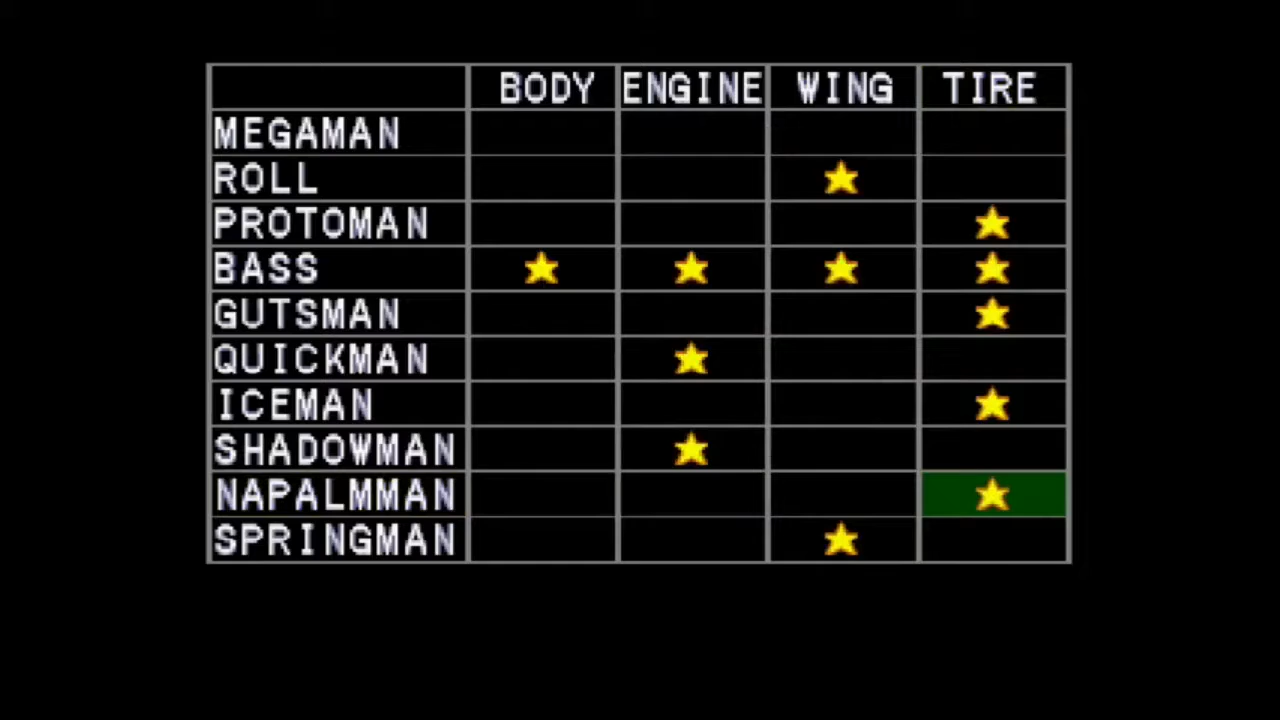 BODY ENGINE WING TIRE
MEGAMAN
ROLL
PROTOMAN
BASS
GUTSMAN
QUICKMAN
ICEMAN
SHADOWMAN
NAPALMMAN
SPRINGMAN